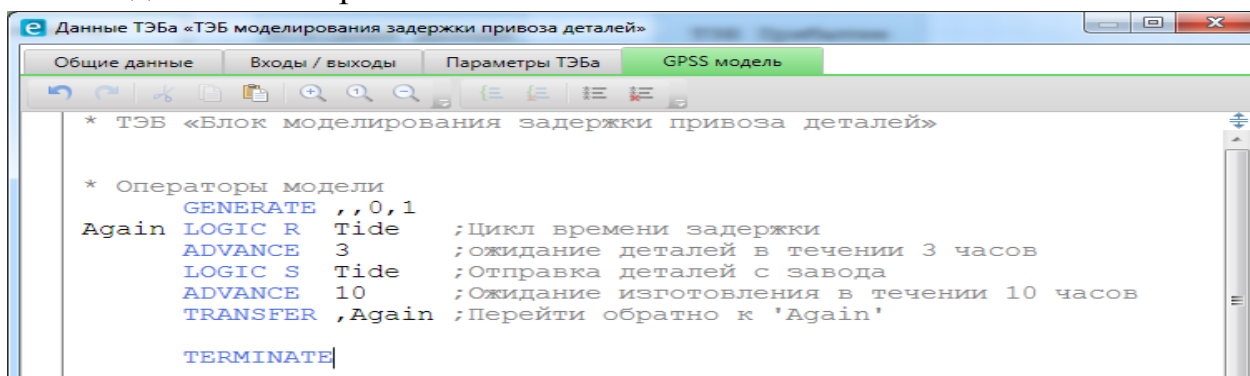 Данные ТЭБа «ТЭБ моделирования задержки привоза деталей»
Общие данные Входы / выходы Параметры ТЭБа GPSS модель
* ТЭБ «Блок моделирования задержки привоза деталей»
* Операторы модели
GENERATE ,,0,1
Again LOGIC R Tide ;Цикл времени задержки
ADVANCE 3 ;ожидание деталей в течении 3 часов
LOGIC S Tide ;Отправка деталей с завода
ADVANCE 10 ;Ожидание изготовления в течении 10 часов
TRANSFER ,Again ;Перейти обратно к 'Again'
TERMINATE